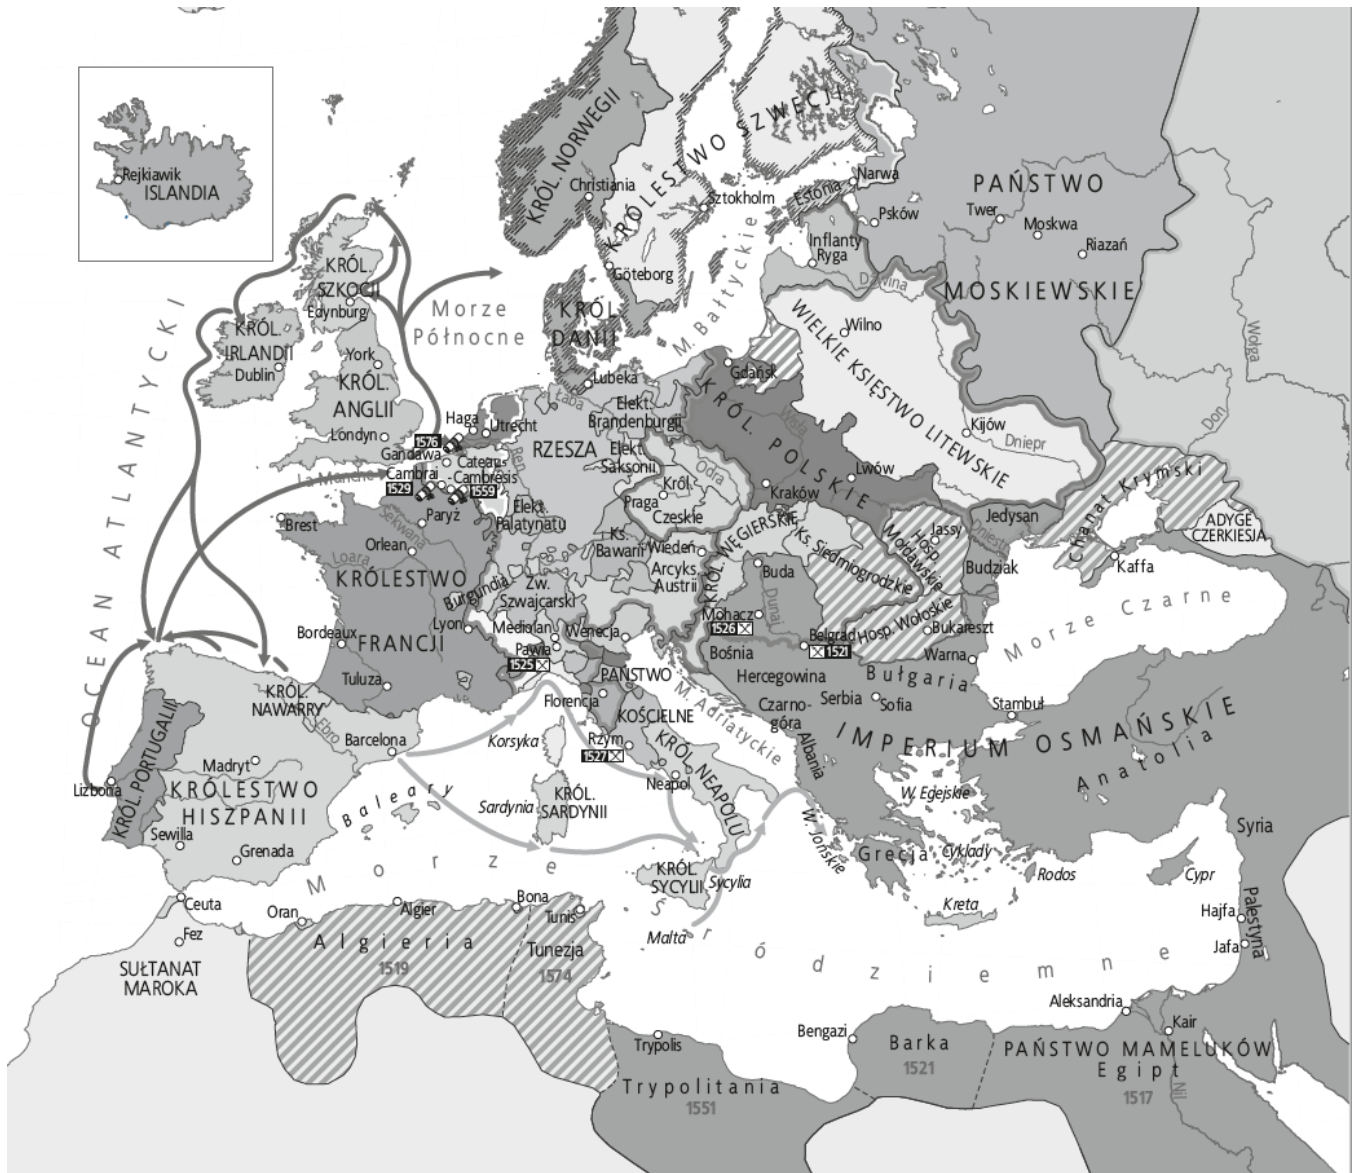 Rejkiawik
ISLANDIA
KRÓL. NORWEGII
Christiania
KRÓLESTWO SZWECJI
Sztokholm
Göteborg
Estonia
Narwa
Psków
Inflanty
Ryga
Dźwina
PAŃSTWO
MOSKIEWSKIE
Twer
Moskwa
Riazań
Wołga
Don
KRÓL.
SZKOCJI
Edynburg
Morze
Północne
KRÓL.
DANII
M. Bałtyckie
OCEAN ATLANTYCKI
KRÓL.
IRLANDII
Dublin
York
KRÓL.
ANGLII
Londyn
La Manche
WIELKIE KSIĘSTWO LITEWSKIE
Wilno
Kijów
Dniepr
Gdańsk
KRÓL. POLSKIE
Wisła
Lwów
Kraków
Lubeka
Łaba
Elekt.
Brandenburgii
Haga
Utrecht
1576
Gandawa
Ren
RZESZA
Elekt.
Saksonii
Odra
Cambrai
1529
Cateau-
-Cambrésis
1559
Praga
Król.
Czeskie
Elekt.
Palatynatu
Brest
Sekwana
Paryż
Orlean
Loara
KRÓLESTWO
FRANCJI
Burgundia
Ks.
Bawarii
Wiedeń
Arcyks.
Austrii
Zw.
Szwajcarski
Bordeaux
Lyon
Tuluza
Mediolan
Wenecja
Pawia
1525
KRÓL. WĘGIERSKIE
Ks. Siedmiogrodzkie
Hosp.
Mołdawskie
Jassy
Jedysan
Dniestr
Budziak
Chanat Krymski
ADYGE
CZERKIESJA
Kaffa
Buda
Dunaj
Mohacz
1526
Belgrad
1521
Hosp. Wołoskie
Bukareszt
Morze Czarne
Bośnia
Hercegowina
Warna
Bułgaria
Serbia
Sofia
Czarno-
góra
Albania
Stambuł
IMPERIUM OSMAŃSKIE
Anatolia
PAŃSTWO
KOŚCIELNE
Florencja
M. Adriatyckie
Korsyka
Rzym
1527
KRÓL. NEAPOLU
Neapol
KRÓL.
NAWARRY
Ebro
Barcelona
KRÓL. PORTUGALII
Lizbona
Madryt
KRÓLESTWO
HISZPANII
Sewilla
Grenada
Baleary
Sardynia
KRÓL.
SARDYNII
W. Jońskie
W. Egejskie
Grecja
Cyklady
Rodos
Kreta
Cypr
Syria
Palestyna
Hajfa
Jafa
KRÓL.
SYCYLII
Sycylia
Malta
Morze Śródziemne
Ceuta
Fez
SUŁTANAT
MAROKA
Oran
Algier
Bona
Tunis
Algieria
1519
Tunezja
1574
Trypolis
Trypolitania
1551
Bengazi
Barka
1521
Aleksandria
Kair
PAŃSTWO MAMELUKÓW
Egipt
1517
Nil